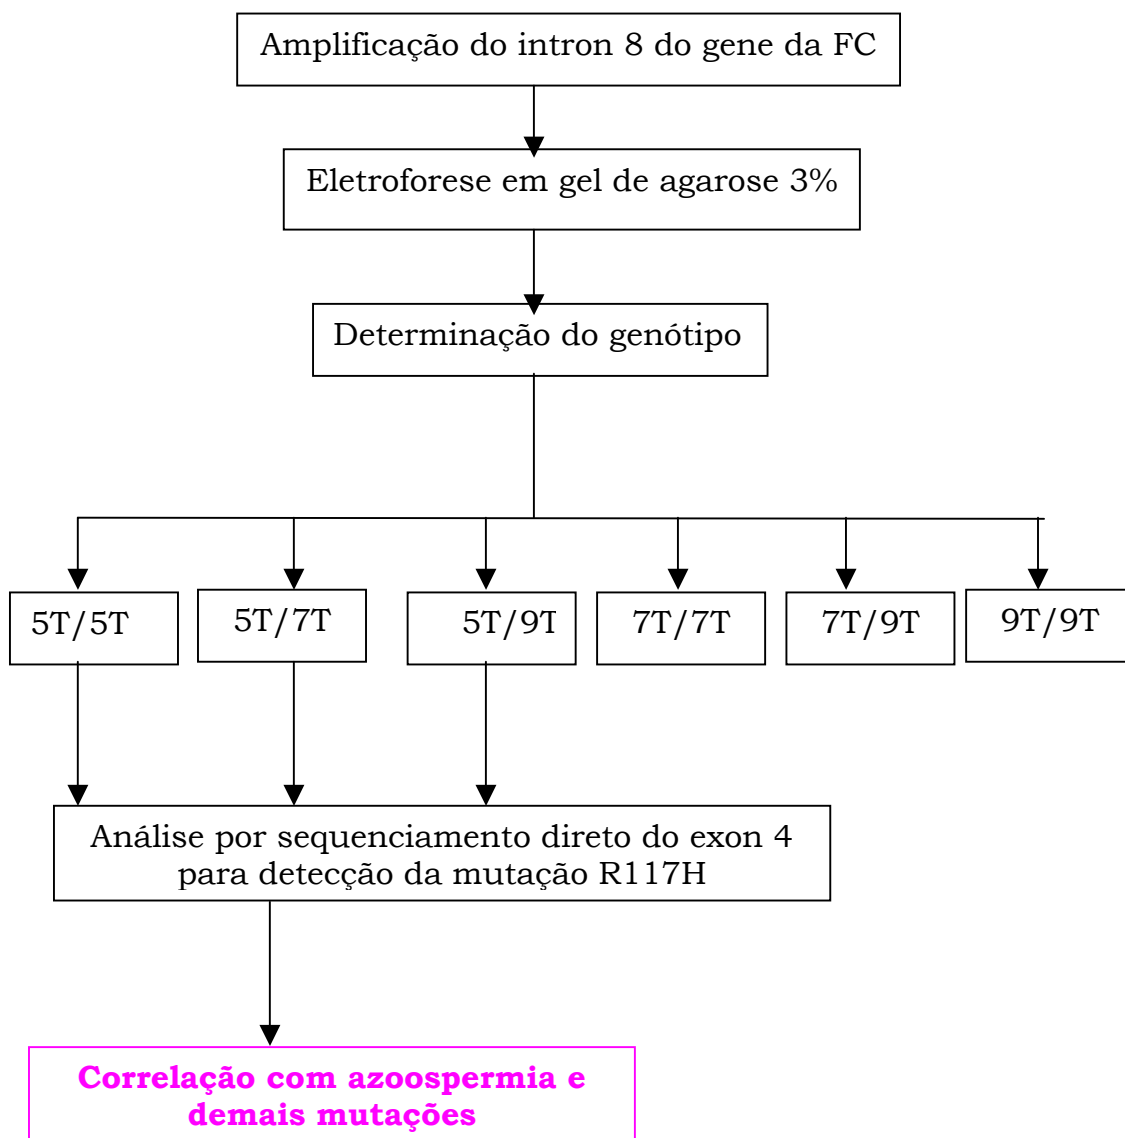 Amplificação do intron 8 do gene da FC
Eletroforese em gel de agarose 3%
Determinação do genótipo
5T/5T
5T/7T
5T/9T
7T/7T
7T/9T
9T/9T
Análise por sequenciamento direto do exon 4
para detecção da mutação R117H
Correlação com azoospermia e
demais mutações